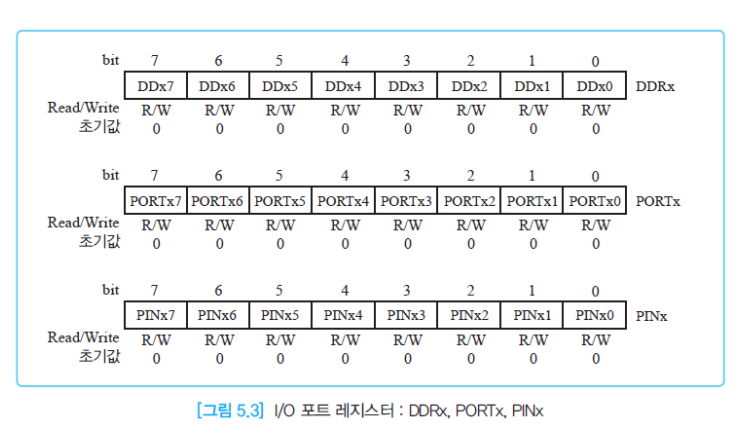 bit 7 6 5 4 3 2 1 0
DDx7 DDx6 DDx5 DDx4 DDx3 DDx2 DDx1 DDx0 DDRx
Read/Write R/W R/W R/W R/W R/W R/W R/W R/W
초기값 0 0 0 0 0 0 0 0
bit 7 6 5 4 3 2 1 0
PORTx7 PORTx6 PORTx5 PORTx4 PORTx3 PORTx2 PORTx1 PORTx0 PORTx
Read/Write R/W R/W R/W R/W R/W R/W R/W R/W
초기값 0 0 0 0 0 0 0 0
bit 7 6 5 4 3 2 1 0
PINx7 PINx6 PINx5 PINx4 PINx3 PINx2 PINx1 PINx0 PINx
Read/Write R/W R/W R/W R/W R/W R/W R/W R/W
초기값 0 0 0 0 0 0 0 0
[그림 5.3] I/O 포트 레지스터 : DDRx, PORTx, PINx